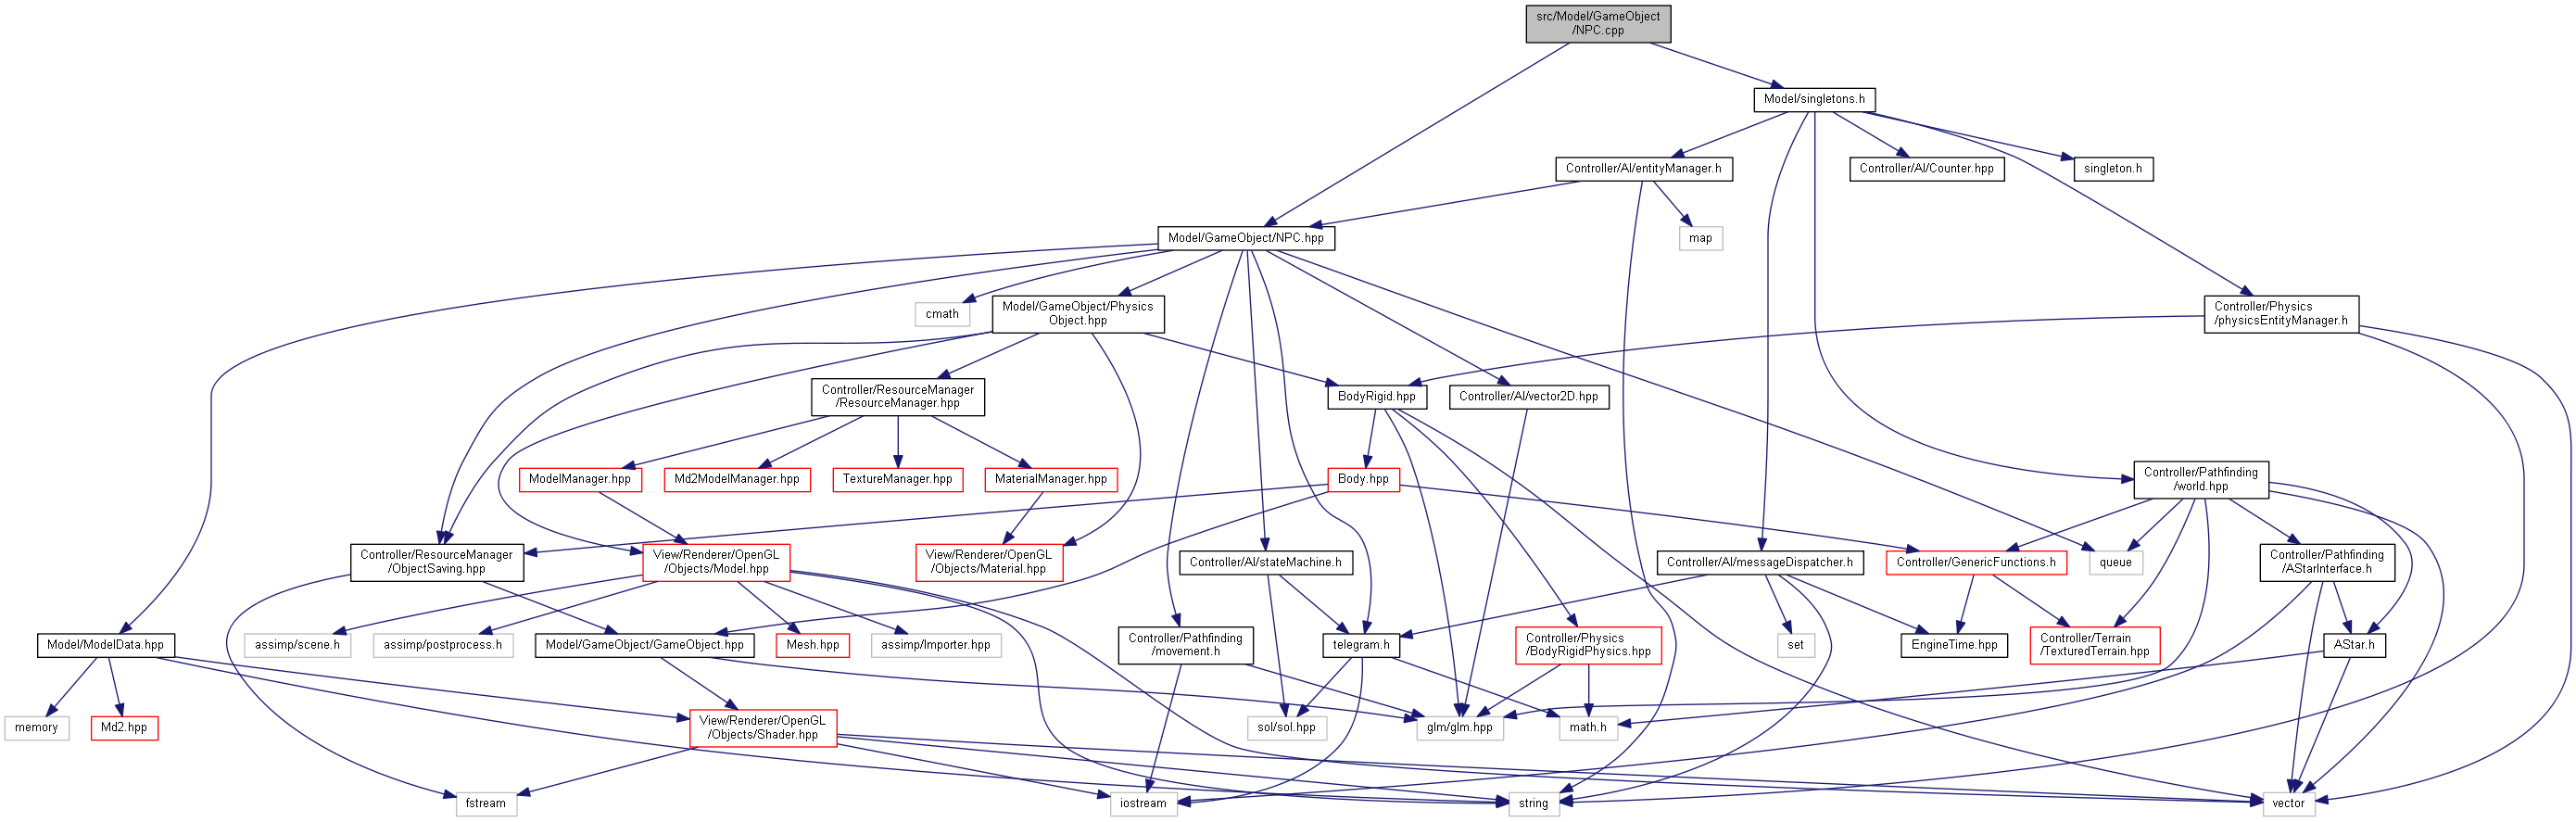 src/Model/GameObject
/NPC.cpp
Model/singletons.h
Controller/AI/entityManager.h
Controller/AI/Counter.hpp
singleton.h
Model/GameObject/NPC.hpp
map
cmath
Model/GameObject/Physics
Object.hpp
Controller/Physics
/physicsEntityManager.h
Controller/ResourceManager
/ResourceManager.hpp
BodyRigid.hpp
Controller/AI/vector2D.hpp
ModelManager.hpp
Md2ModelManager.hpp
TextureManager.hpp
MaterialManager.hpp
Body.hpp
Controller/Pathfinding
/world.hpp
Controller/ResourceManager
/ObjectSaving.hpp
View/Renderer/OpenGL
/Objects/Model.hpp
View/Renderer/OpenGL
/Objects/Material.hpp
Controller/AI/stateMachine.h
Controller/AI/messageDispatcher.h
Controller/GenericFunctions.h
queue
Controller/Pathfinding
/AStarInterface.h
Model/ModelData.hpp
assimp/scene.h
assimp/postprocess.h
Model/GameObject/GameObject.hpp
Mesh.hpp
assimp/Importer.hpp
Controller/Pathfinding
/movement.h
telegram.h
Controller/Physics
/BodyRigidPhysics.hpp
set
EngineTime.hpp
Controller/Terrain
/TexturedTerrain.hpp
AStar.h
memory
Md2.hpp
View/Renderer/OpenGL
/Objects/Shader.hpp
sol/sol.hpp
glm/glm.hpp
math.h
fstream
iostream
string
vector